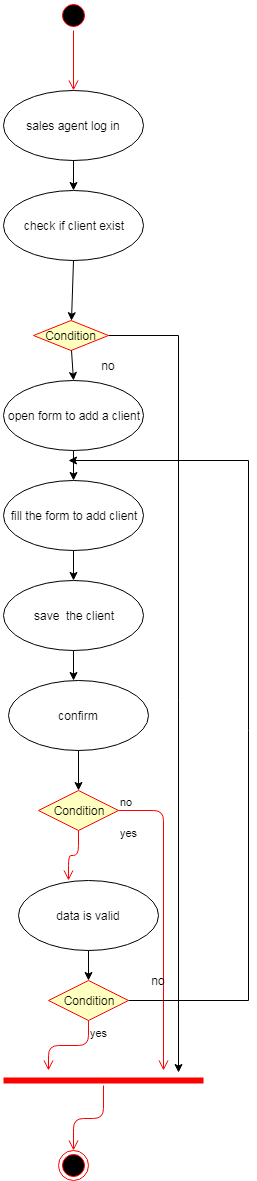 sales agent log in
check if client exist
Condition
no
open form to add a client
fill the form to add client
save the client
confirm
no
Condition
yes
data is valid
no
Condition
yes